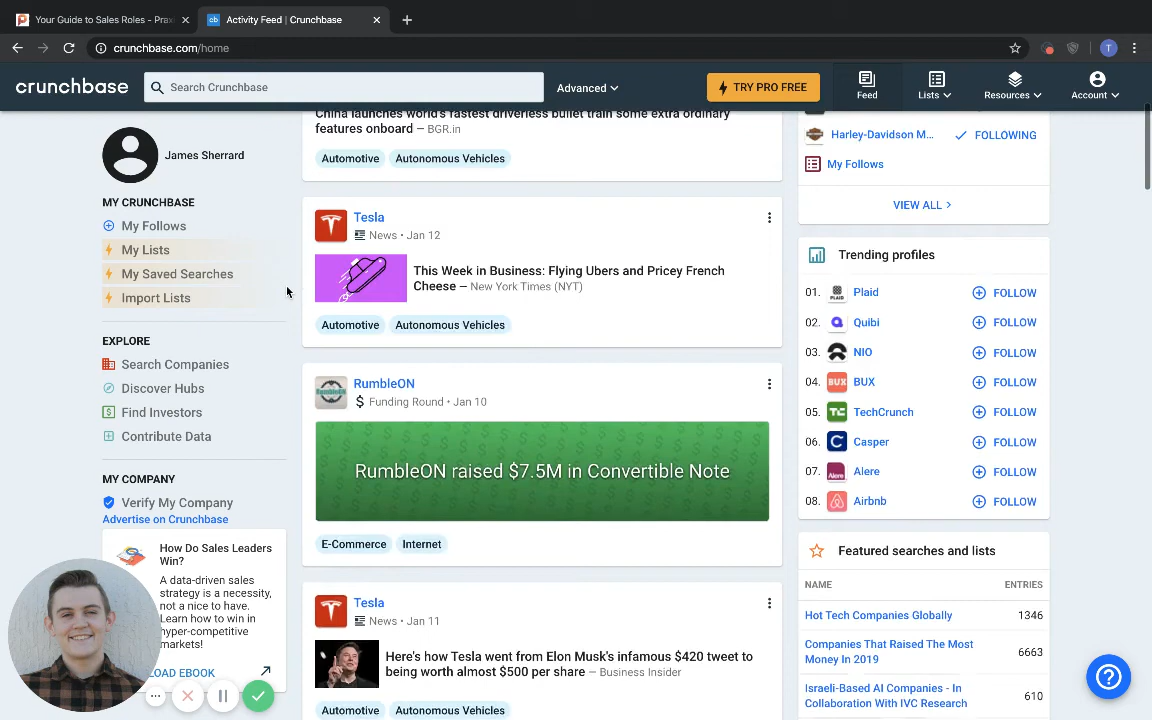 Your Guide to Sales Roles - Prax
Activity Feed | Crunchbase
crunchbase.com/home
T
crunchbase
Search Crunchbase
Advanced
TRY PRO FREE
Feed
Lists
Resources
Account
James Sherrard
MY CRUNCHBASE
My Follows
My Lists
My Saved Searches
Import Lists
EXPLORE
Search Companies
Discover Hubs
Find Investors
Contribute Data
MY COMPANY
Verify My Company
Advertise on Crunchbase
How Do Sales Leaders
Win?
A data-driven sales
strategy is a necessity,
not a nice to have.
Learn how to win in
hyper-competitive
markets!
LOAD EBOOK
China launches world's fastest driverless bullet train some extra ordinary
features onboard — BGR.in
Automotive
Autonomous Vehicles
Tesla
News • Jan 12
This Week in Business: Flying Ubers and Pricey French
Cheese — New York Times (NYT)
Automotive
Autonomous Vehicles
RumbleON
Funding Round • Jan 10
RumbleON raised $7.5M in Convertible Note
E-Commerce
Internet
Tesla
News • Jan 11
Here's how Tesla went from Elon Musk's infamous $420 tweet to
being worth almost $500 per share — Business Insider
Automotive
Autonomous Vehicles
Harley-Davidson M...
FOLLOWING
My Follows
VIEW ALL >
Trending profiles
01. Plaid FOLLOW
02. Quibi FOLLOW
03. NIO FOLLOW
04. BUX FOLLOW
05. TechCrunch FOLLOW
06. Casper FOLLOW
07. Alere FOLLOW
08. Airbnb FOLLOW
Featured searches and lists
NAME ENTRIES
Hot Tech Companies Globally 1346
Companies That Raised The Most
Money In 2019 6663
Israeli-Based AI Companies - In
Collaboration With IVC Research 610